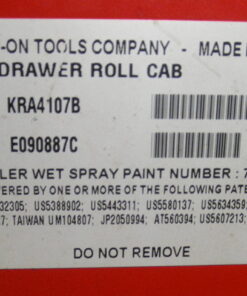 -ON TOOLS COMPANY - MADE
DRAWER ROLL CAB
KRA4107B
E090887C
LER WET SPRAY PAINT NUMBER : 7
ERED BY ONE OR MORE OF THE FOLLOWING PATE
32305; US5388902; US5443311; US5580137; US5634359
7; TAIWAN UM104807; JP2050994; AT560394; US5607213
DO NOT REMOVE